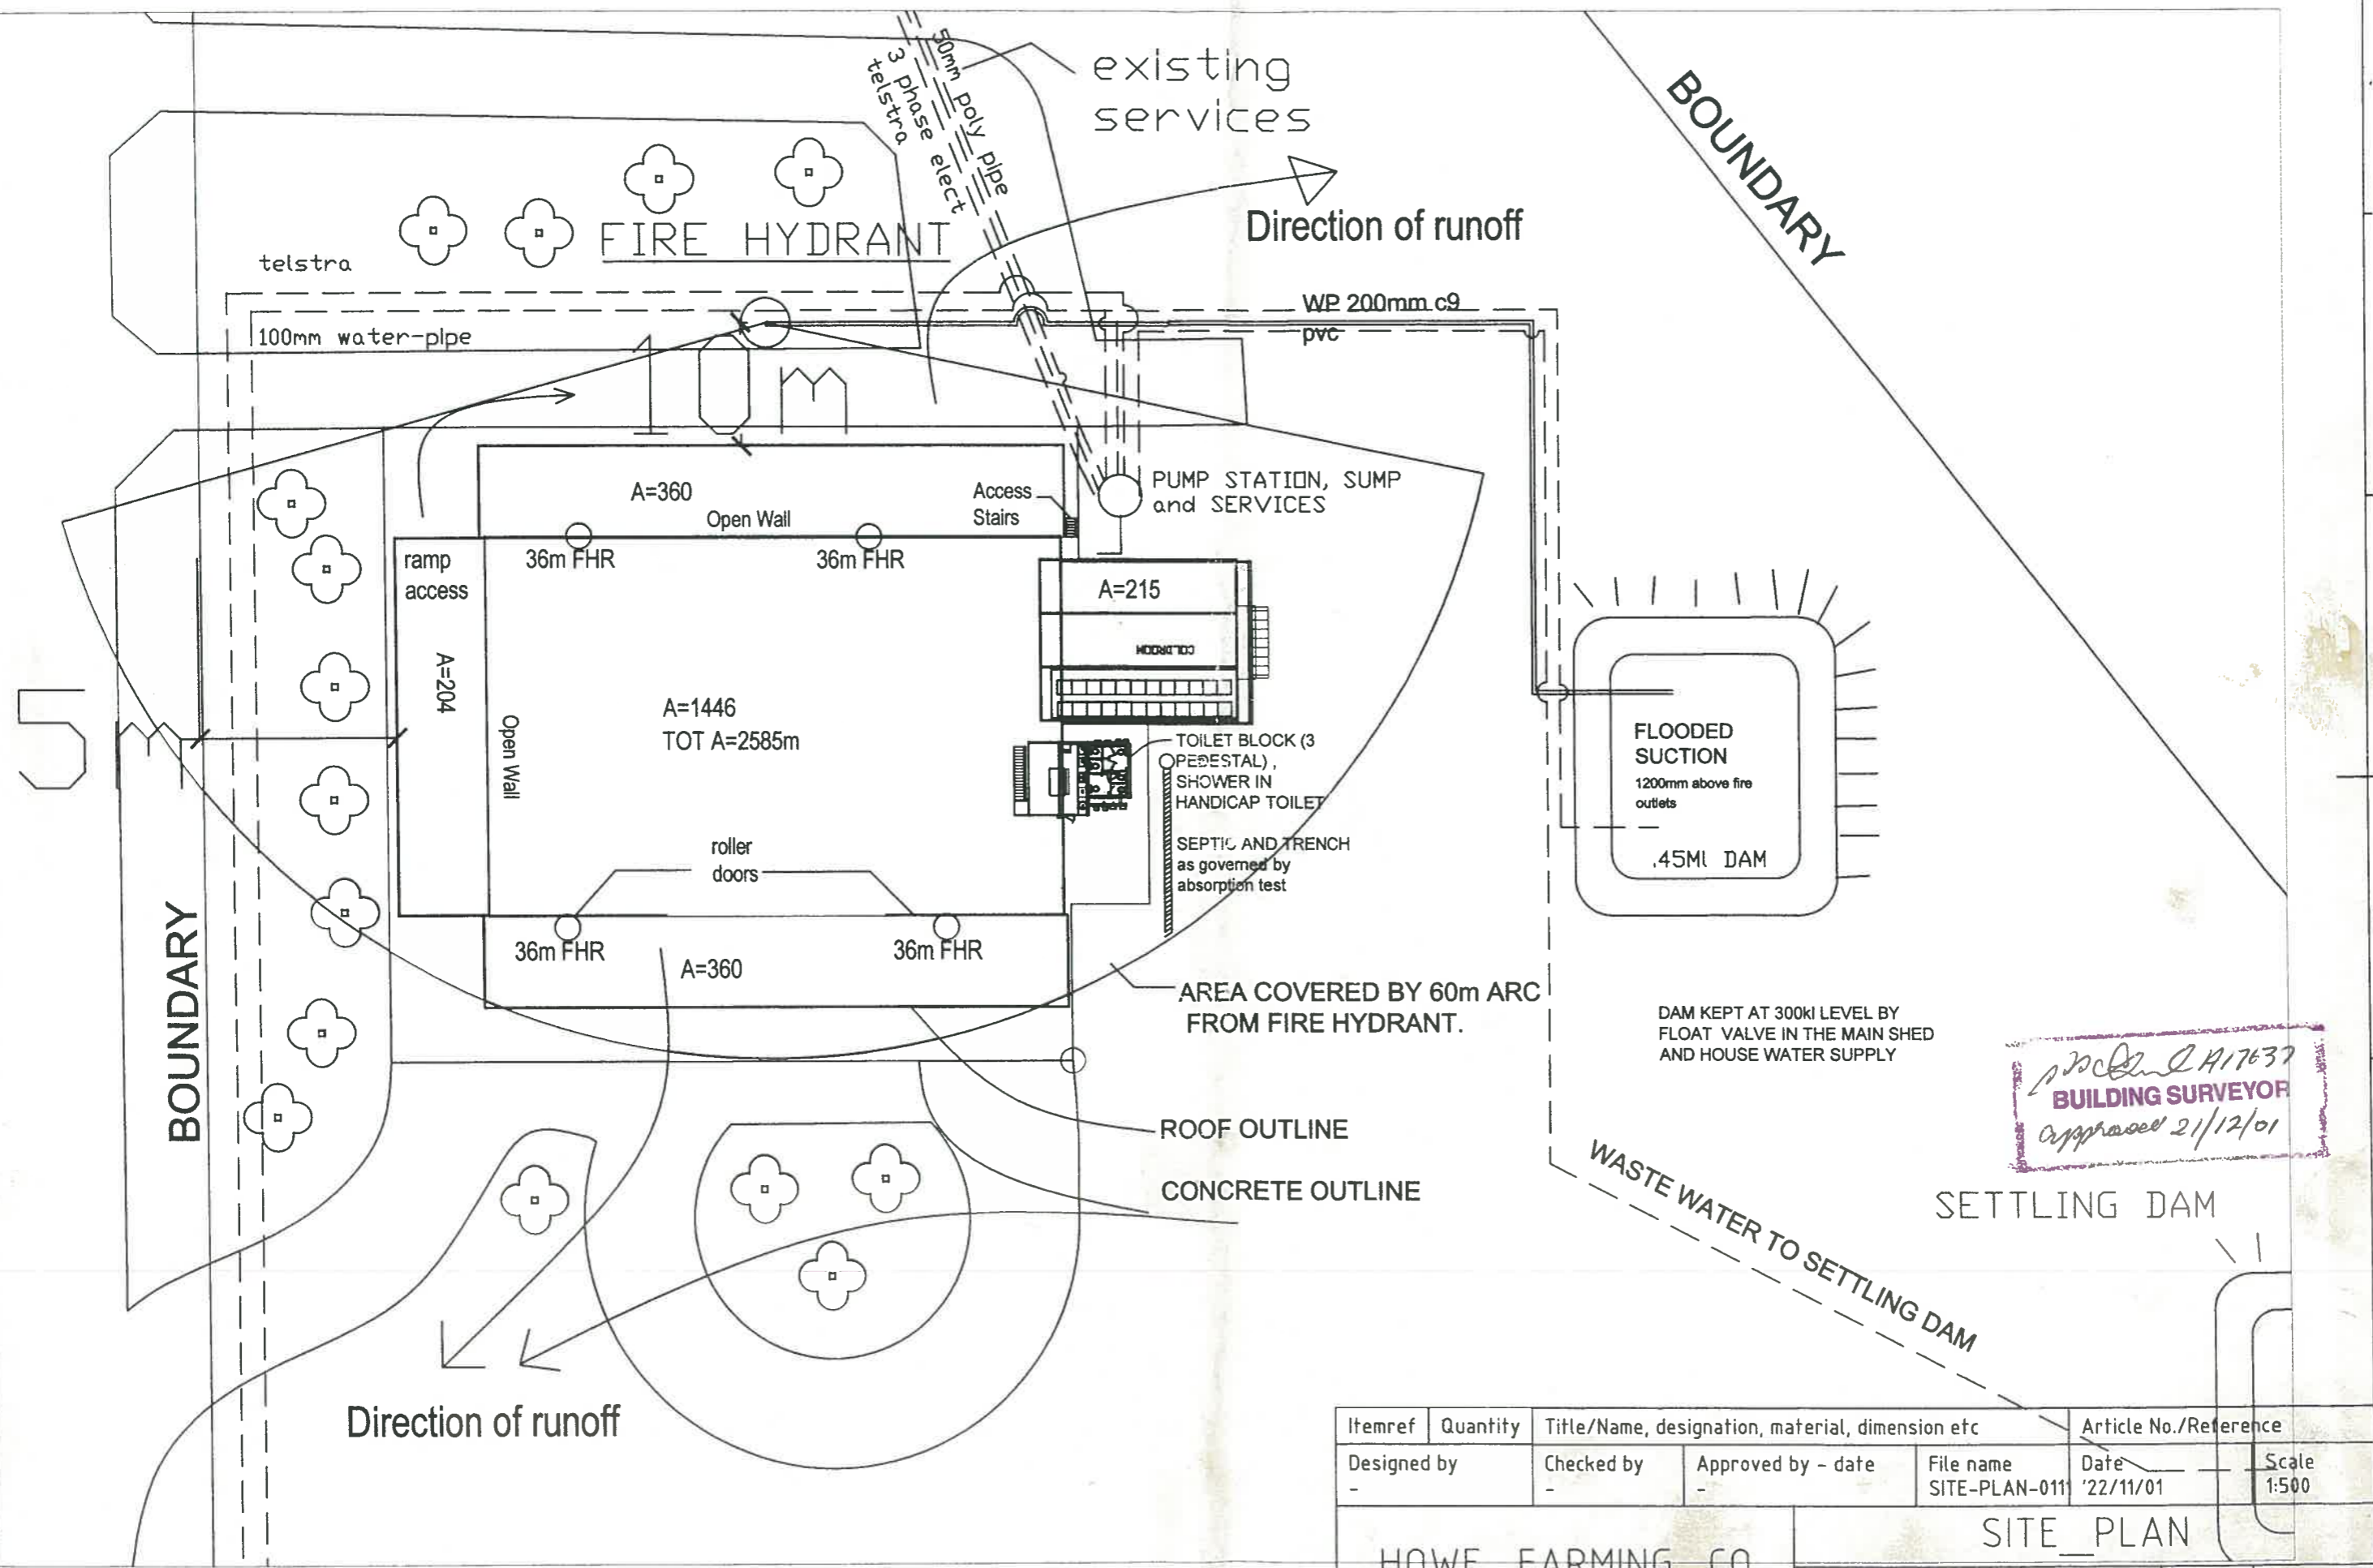 existing
services
50mm poly pipe
3 phase elect
telstra
BOUNDARY
Direction of runoff
FIRE HYDRANT
telstra
WP 200mm c9
pvc
100mm water-pipe
10m
PUMP STATION, SUMP
and SERVICES
A=360
Access
Stairs
Open Wall
36m FHR
36m FHR
ramp
access
A=215
COLDROOM
A=204
A=1446
TOT A=2585m
Open Wall
5m
TOILET BLOCK (3
PEDESTAL) ,
SHOWER IN
HANDICAP TOILET
FLOODED
SUCTION
1200mm above fire
outlets
.45Ml DAM
roller
doors
SEPTIC AND TRENCH
as governed by
absorption test
36m FHR
36m FHR
A=360
BOUNDARY
AREA COVERED BY 60m ARC
FROM FIRE HYDRANT.
DAM KEPT AT 300kl LEVEL BY
FLOAT VALVE IN THE MAIN SHED
AND HOUSE WATER SUPPLY
A17637
BUILDING SURVEYOR
approved 21/12/01
ROOF OUTLINE
CONCRETE OUTLINE
WASTE WATER TO SETTLING DAM
SETTLING DAM
Direction of runoff
Itemref Quantity Title/Name, designation, material, dimension etc Article No./Reference
Designed by Checked by Approved by - date File name Date Scale
- - - SITE-PLAN-0111 '22/11/01 1:500
HOWE FARMING CO
SITE_PLAN